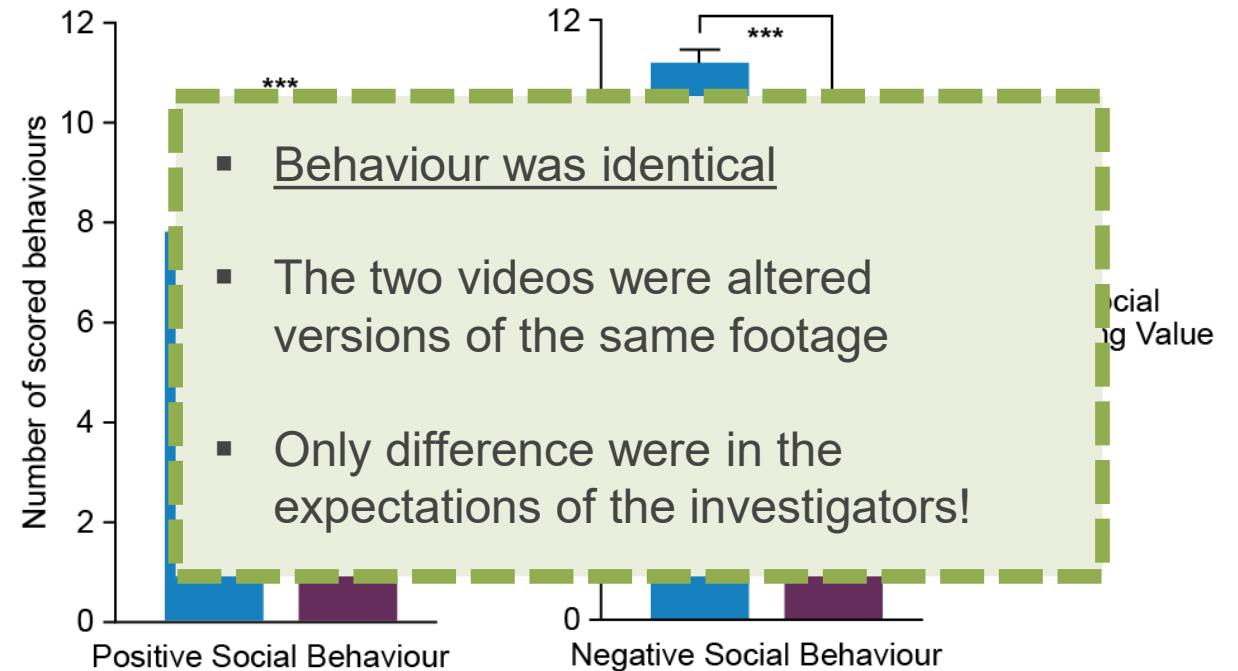 12
***
10
8
6
4
2
0
Number of scored behaviours
Positive Social Behaviour
12
***
0
Negative Social Behaviour
▪ Behaviour was identical
▪ The two videos were altered
versions of the same footage
▪ Only difference were in the
expectations of the investigators!
Value